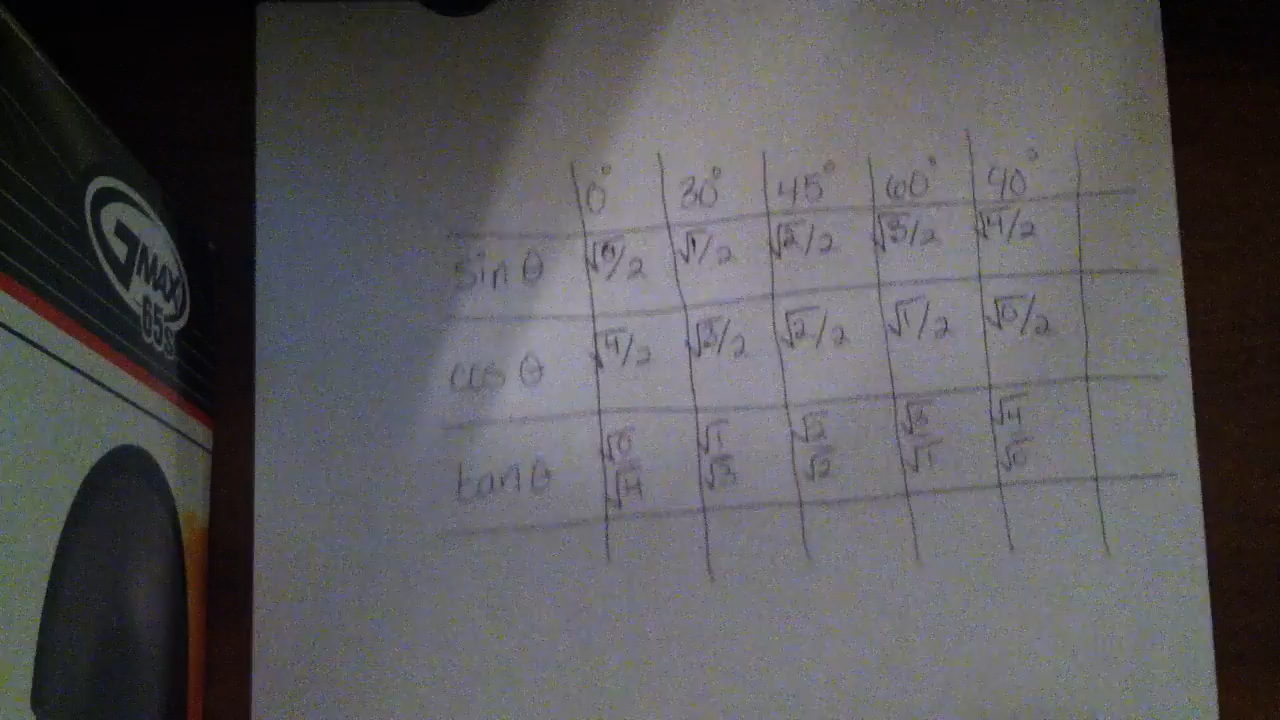 GMAX
65s
0° 30° 45° 60° 90°
sin θ √0/2 √1/2 √2/2 √3/2 √4/2
cos θ √4/2 √3/2 √2/2 √1/2 √0/2
tan θ √0/√4 √1/√3 √2/√2 √3/√1 √4/√0